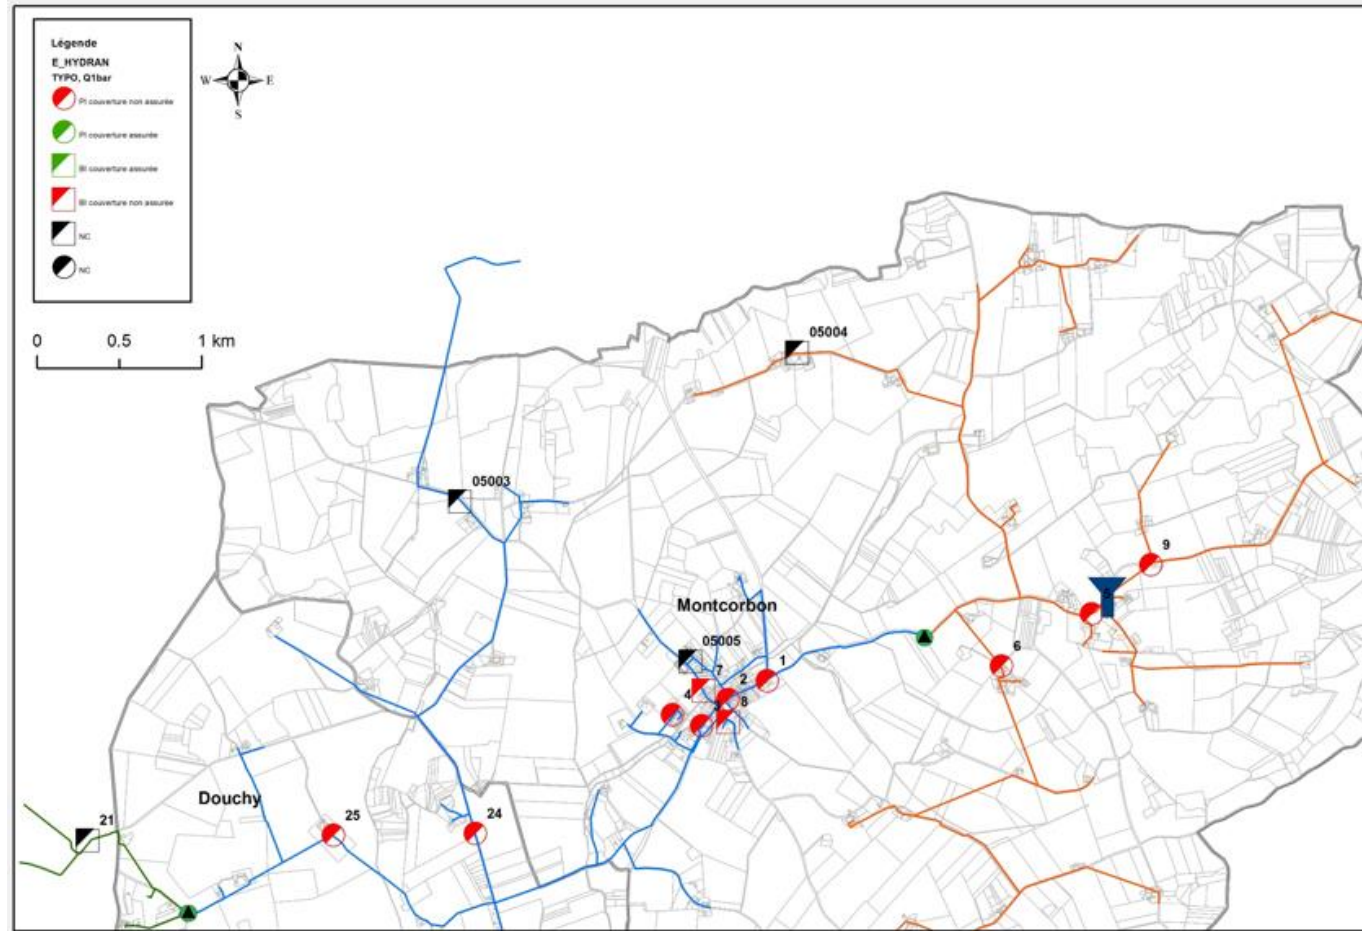 Légende
E_HYDRAN
TYPO, Q1bar
PI couverture non assurée
PI couverture assurée
BI couverture assurée
BI couverture non assurée
NC
NC
N
W E
S
0 0.5 1 km
05004
05003
9
5
Montcorbon
05005
6
1
7
2
4
8
3
Douchy
25
24
21